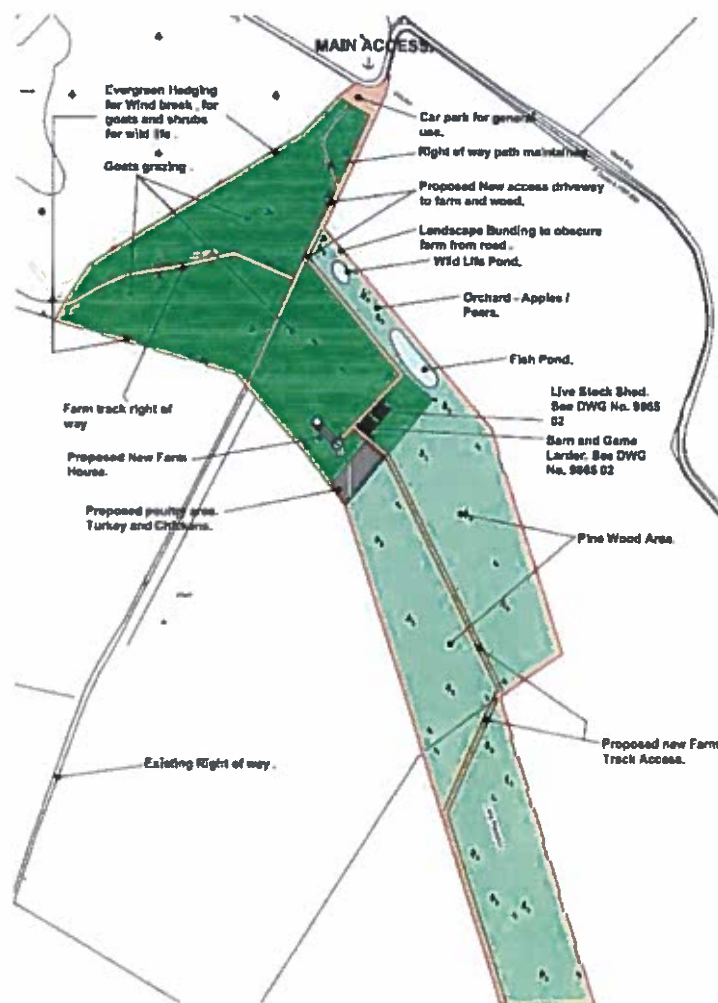 MAIN ACCESS.
Evergreen Hedging
for Wind break , for
goats and shrubs
for wild life .
Goats grazing .
Car park for general
use.
Right of way path maintained
Proposed New access driveway
to farm and wood.
Landscape Bunding to obscure
farm from road .
Wild Life Pond.
Orchard - Apples /
Pears.
Fish Pond.
Live Stock Shed.
See DWG No. 9865
02
Barn and Game
Larder. See DWG
No. 9865 02
Farm track right of
way
Proposed New Farm
House.
Proposed poultry area.
Turkey and Chickens.
Pine Wood Area.
Proposed new Farm
Track Access.
Existing Right of way .